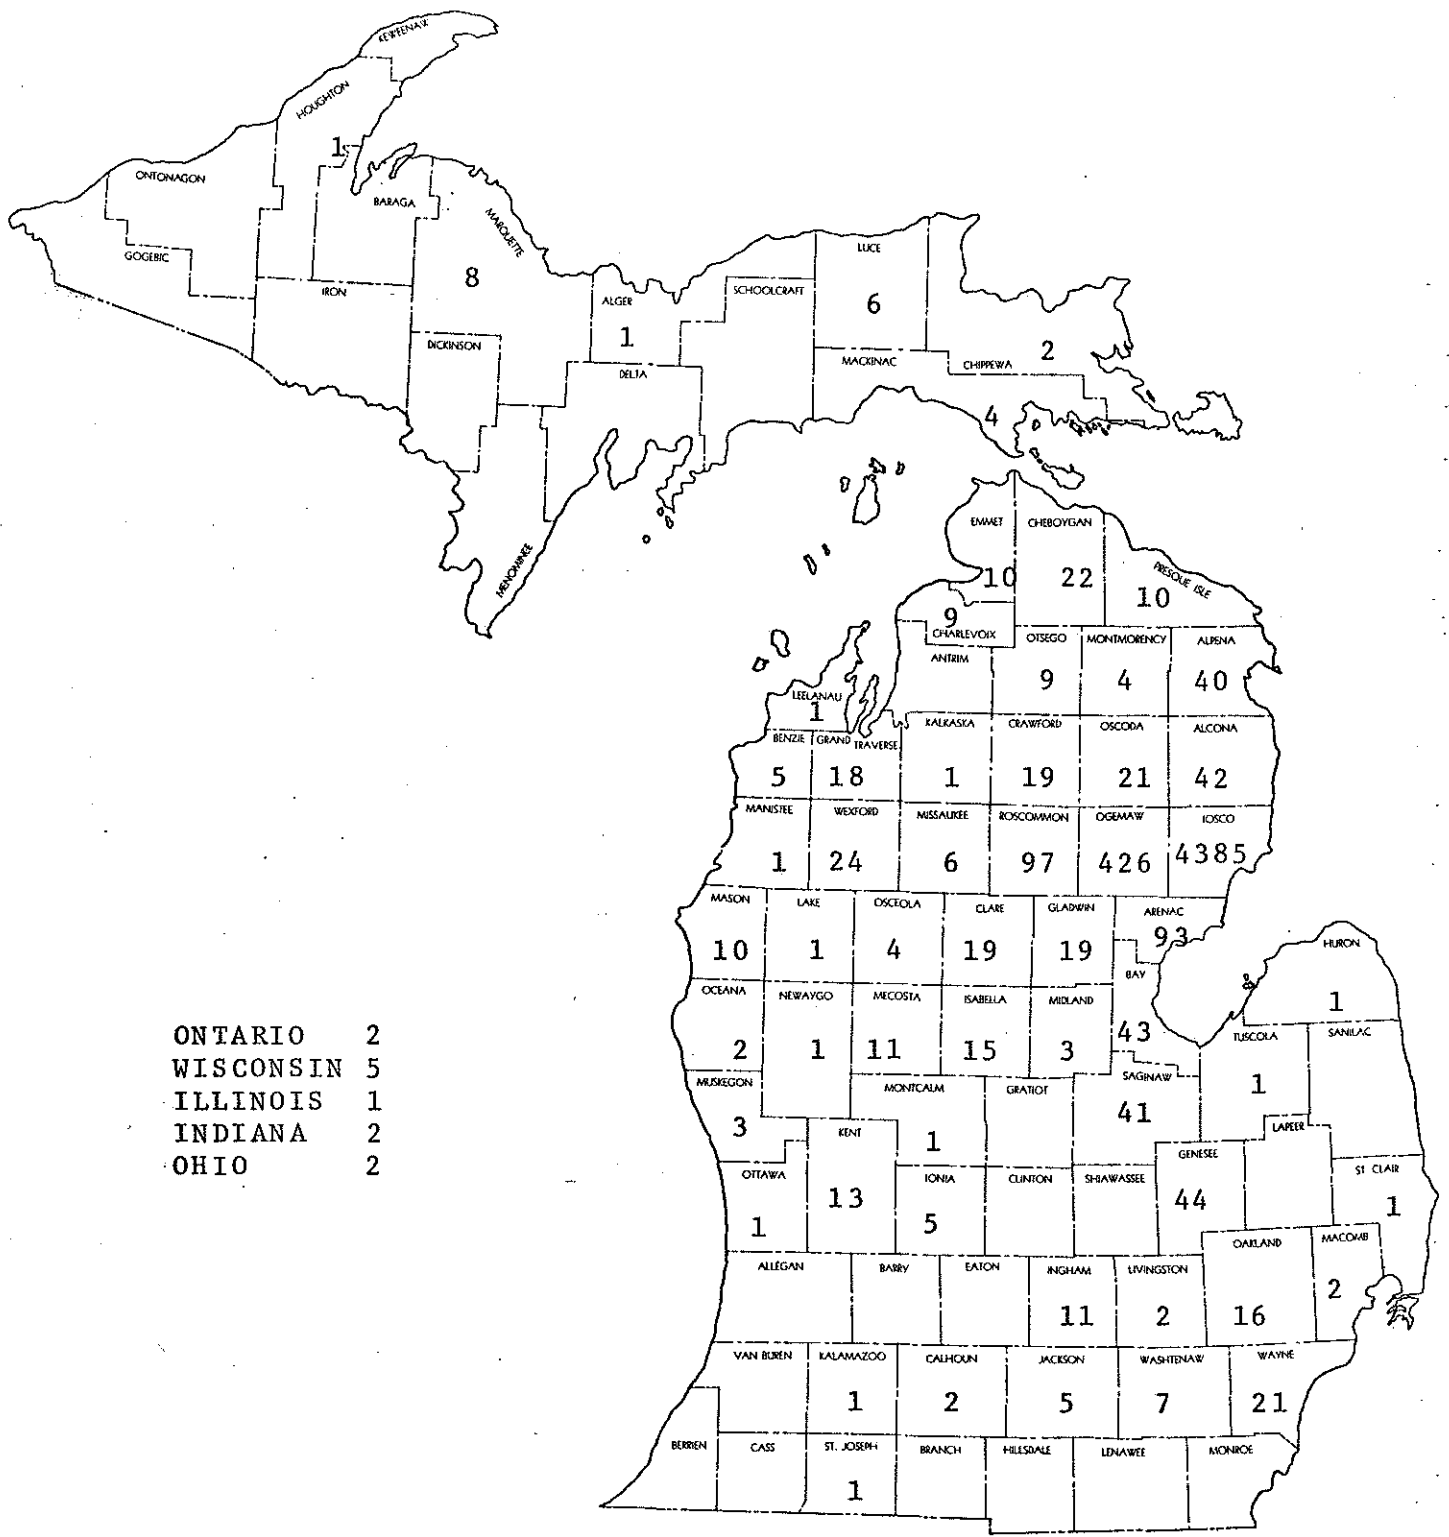 KEWEENAW
HOUGHTON
1
ONTONAGON
BARAGA
MARQUETTE
GOGEBIC
8
IRON
DICKINSON
ALGER
1
DELTA
SCHOOLCRAFT
LUCE
6
MACKINAC
CHIPPEWA
2
4
MENOMINEE
EMMET
CHEBOYGAN
PRESQUE ISLE
10
22
10
9
CHARLEVOIX
OTSEGO
MONTMORENCY
ALPENA
ANTRIM
9
4
40
LEELANAU
1
KALKASKA
CRAWFORD
OSCODA
ALCONA
BENZIE
GRAND TRAVERSE
5
18
1
19
21
42
MANISTEE
WEXFORD
MISSAUKEE
ROSCOMMON
OGEMAW
IOSCO
1
24
6
97
426
4385
MASON
LAKE
OSCEOLA
CLARE
GLADWIN
ARENAC
10
1
4
19
19
93
BAY
HURON
1
OCEANA
NEWAYGO
MECOSTA
ISABELLA
MIDLAND
43
2
1
11
15
3
TUSCOLA
SANILAC
1
MUSKEGON
MONTCALM
GRATIOT
SAGINAW
3
1
41
KENT
LAPEER
OTTAWA
IONIA
CLINTON
SHIAWASSEE
GENESEE
ST CLAIR
1
13
5
44
1
ALLEGAN
BARRY
EATON
INGHAM
LIVINGSTON
OAKLAND
MACOMB
11
2
16
2
VAN BUREN
KALAMAZOO
CALHOUN
JACKSON
WASHTENAW
WAYNE
1
2
5
7
21
BERRIEN
CASS
ST. JOSEPH
BRANCH
HILLSDALE
LENAWEE
MONROE
1
ONTARIO 2
WISCONSIN 5
ILLINOIS 1
INDIANA 2
OHIO 2